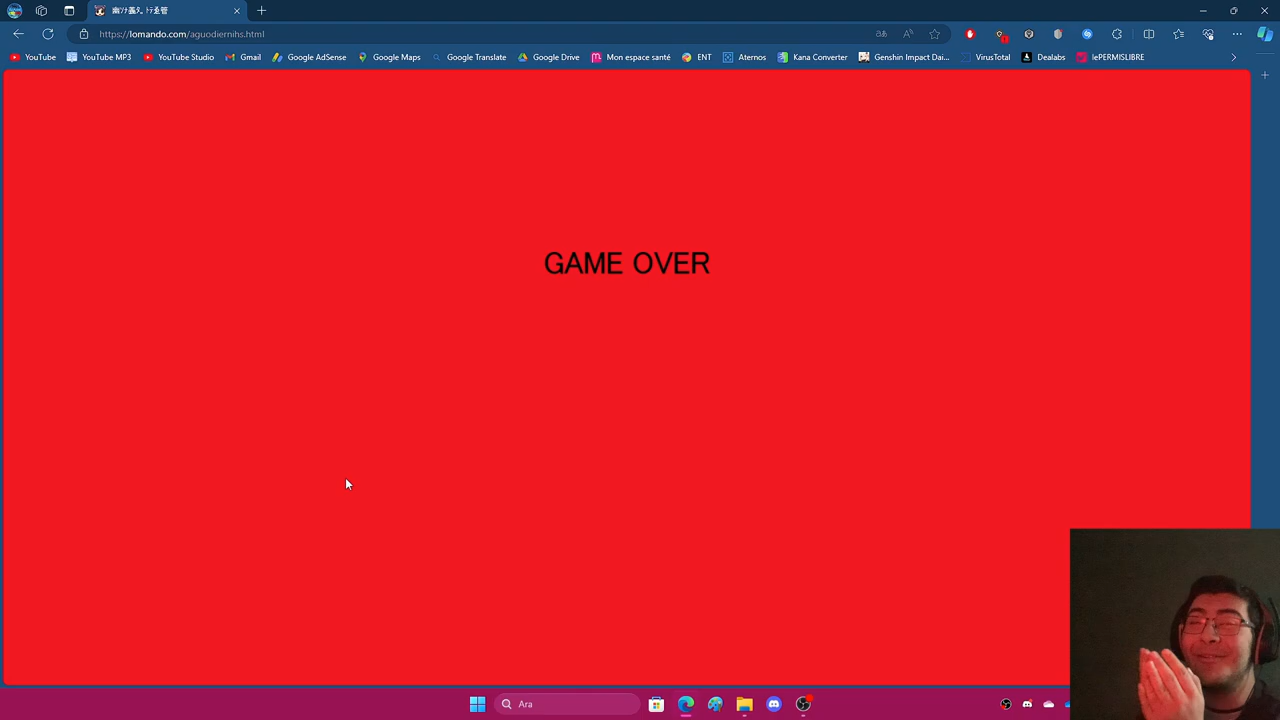 https://lomando.com/aguodiernihs.html
YouTube YouTube MP3 YouTube Studio Gmail Google AdSense Google Maps Google Translate Google Drive Mon espace santé ENT Aternos Kana Converter Genshin Impact Dai... VirusTotal Dealabs lePERMISLIBRE
GAME OVER
Ara